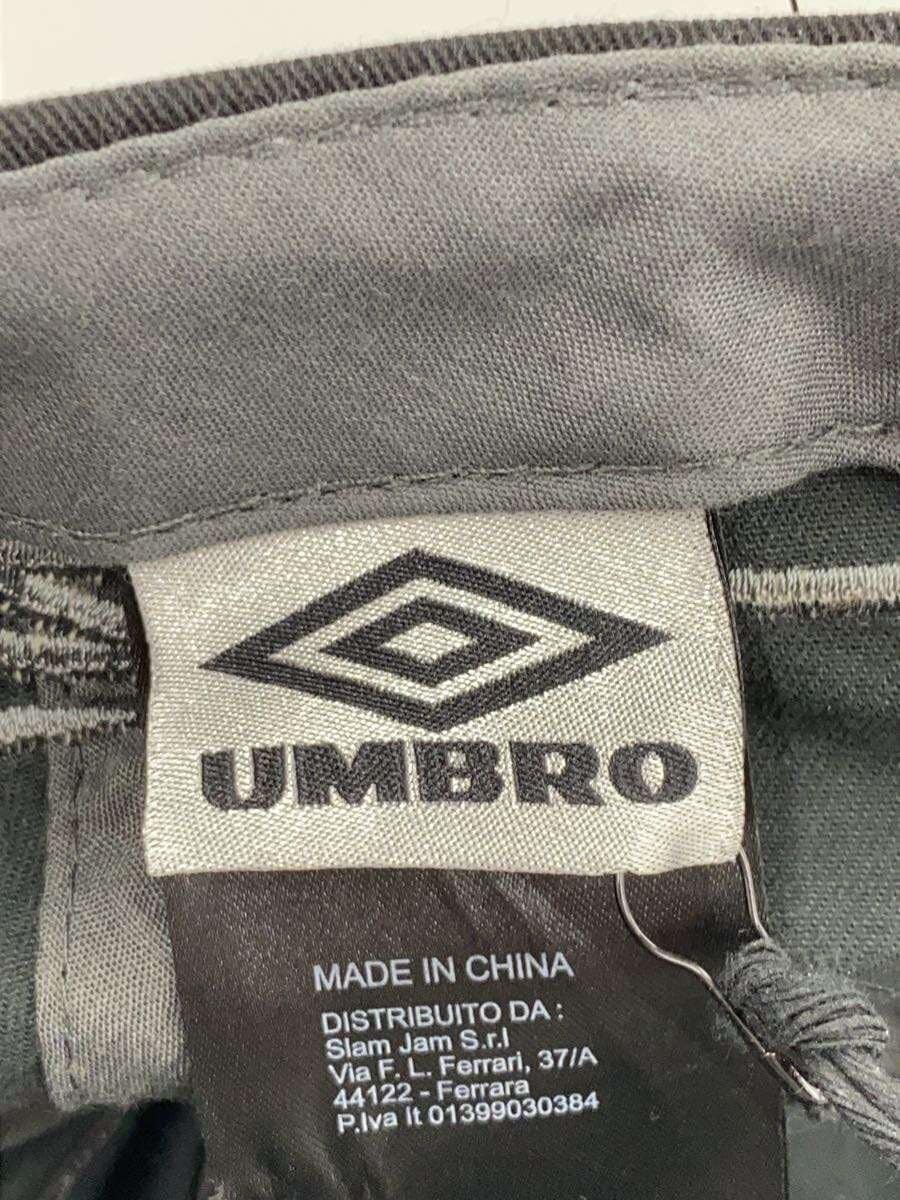 UMBRO
MADE IN CHINA
DISTRIBUITO DA :
Slam Jam S.r.l
Via F. L. Ferrari, 37/A
44122 - Ferrara
P.Iva It 01399030384